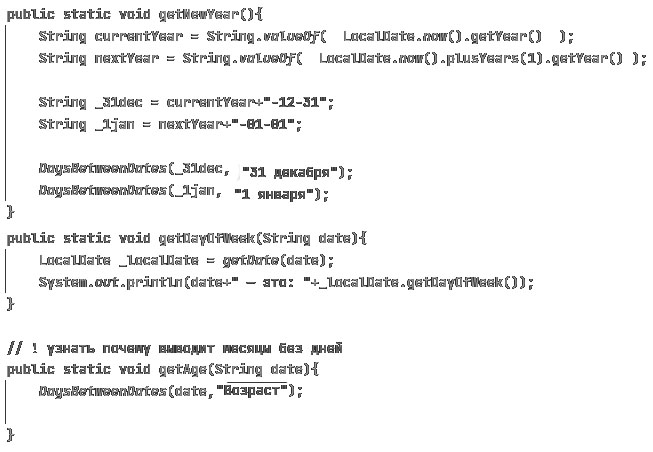 public static void getNewYear(){
String currentYear = String.valueOf( LocalDate.now().getYear() );
String nextYear = String.valueOf( LocalDate.now().plusYears(1).getYear() );
String _31dec = currentYear+"-12-31";
String _1jan = nextYear+"-01-01";
DaysBetweenDates(_31dec, "31 декабря");
DaysBetweenDates(_1jan, "1 января");
}
public static void getDayOfWeek(String date){
LocalDate _localDate = getDate(date);
System.out.println(date+" — это: "+_localDate.getDayOfWeek());
}
// ! узнать почему выводит месяцы без дней
public static void getAge(String date){
DaysBetweenDates(date,"Возраст");
}